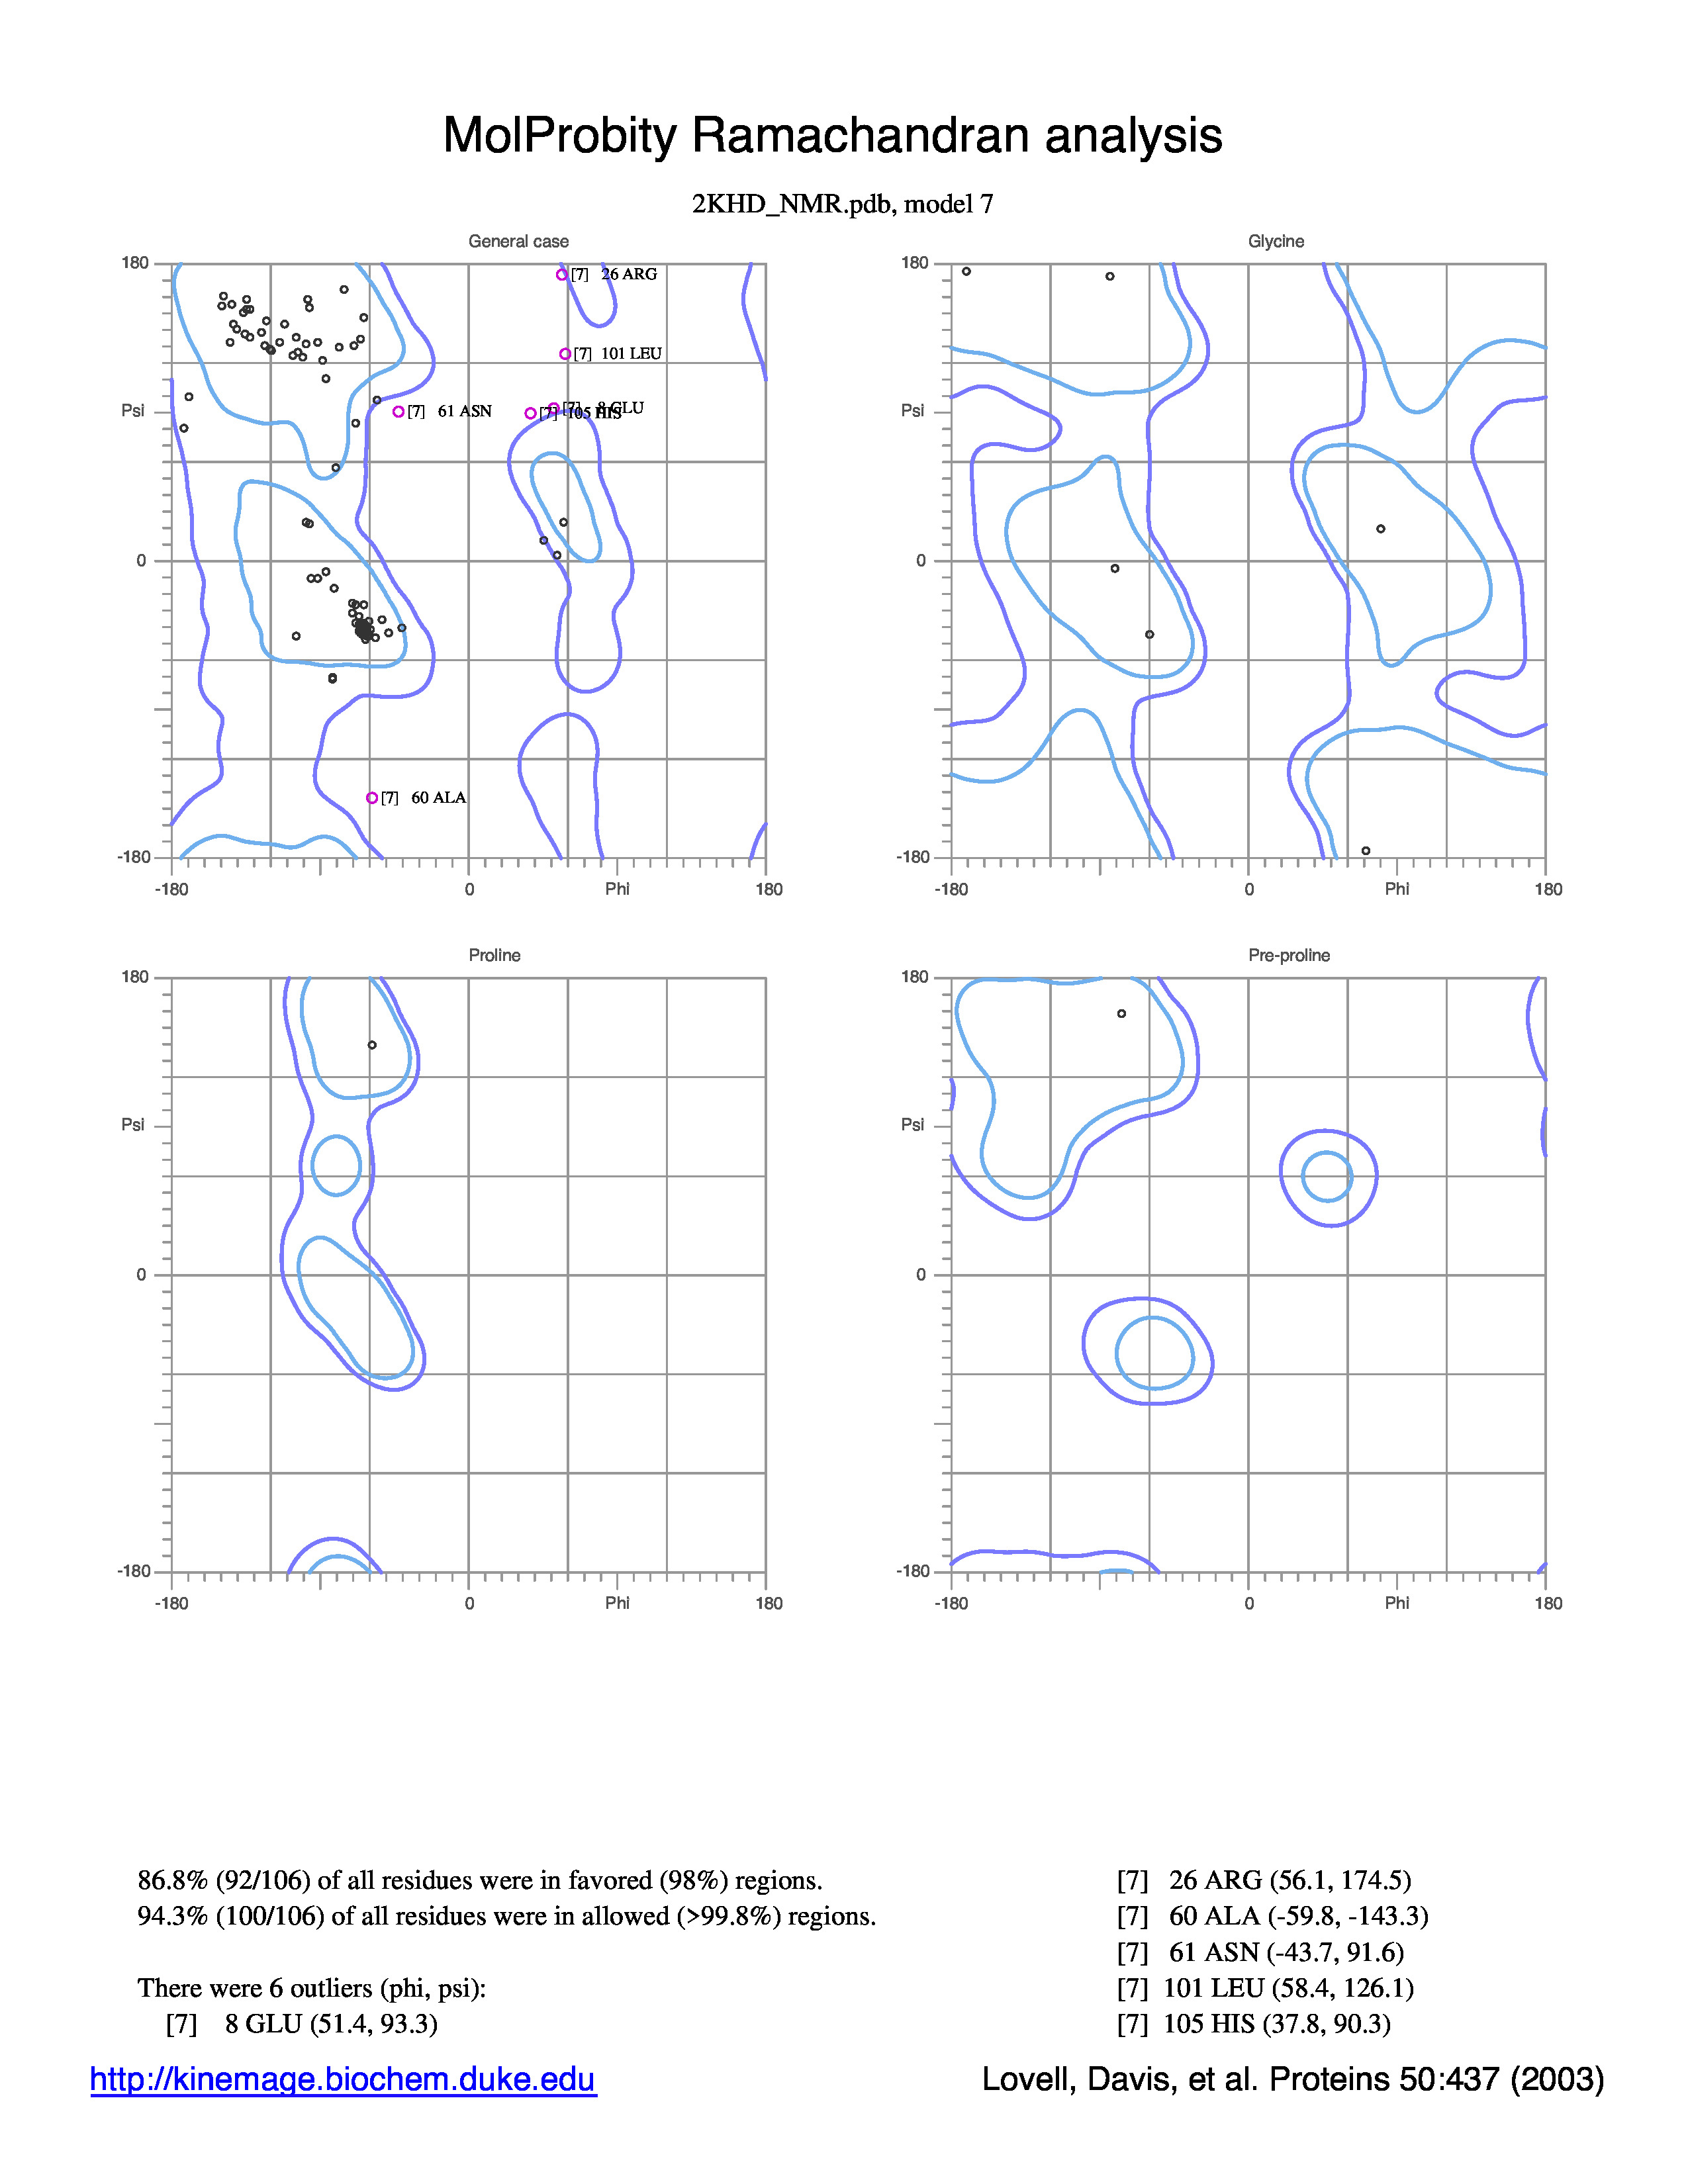 MolProbity Ramachandran analysis
2KHD_NMR.pdb, model 7
General case
180
Psi
0
-180
-180
0
Phi
180
[7] 26 ARG
[7] 101 LEU
[7] 61 ASN
[7] 8 GLU
[7] 105 HIS
[7] 60 ALA
Glycine
180
Psi
0
-180
-180
0
Phi
180
Proline
180
Psi
0
-180
-180
0
Phi
180
Pre-proline
180
Psi
0
-180
-180
0
Phi
180
86.8% (92/106) of all residues were in favored (98%) regions.
94.3% (100/106) of all residues were in allowed (>99.8%) regions.
There were 6 outliers (phi, psi):
[7] 8 GLU (51.4, 93.3)
[7] 26 ARG (56.1, 174.5)
[7] 60 ALA (-59.8, -143.3)
[7] 61 ASN (-43.7, 91.6)
[7] 101 LEU (58.4, 126.1)
[7] 105 HIS (37.8, 90.3)
http://kinemage.biochem.duke.edu
Lovell, Davis, et al. Proteins 50:437 (2003)